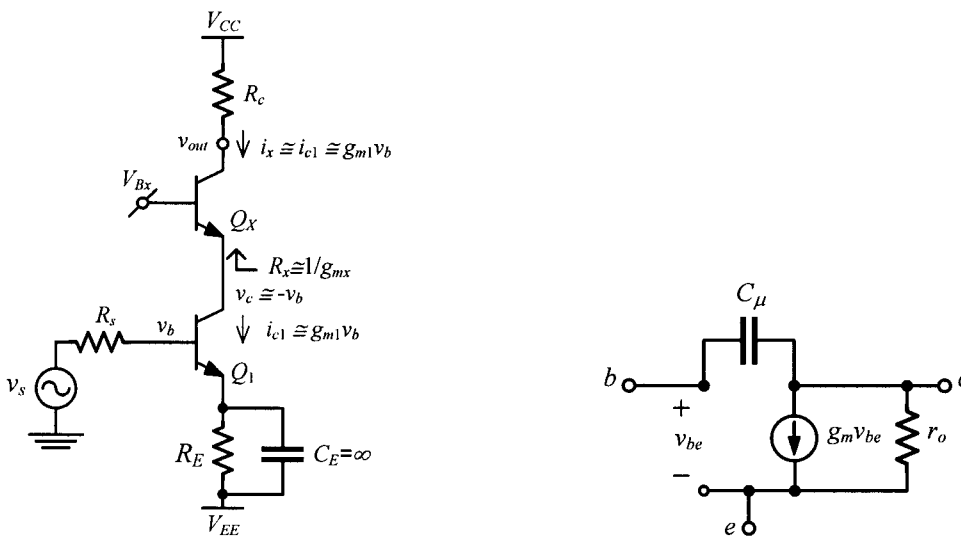 V_CC
R_c
v_out
i_x ≅ i_c1 ≅ g_m1 v_b
V_Bx
Q_X
R_x≅1/g_mx
v_c ≅ -v_b
R_s
v_b
i_c1 ≅ g_m1 v_b
Q_1
v_s
R_E
C_E=∞
V_EE
C_μ
b
+
v_be
-
g_m v_be
r_o
e